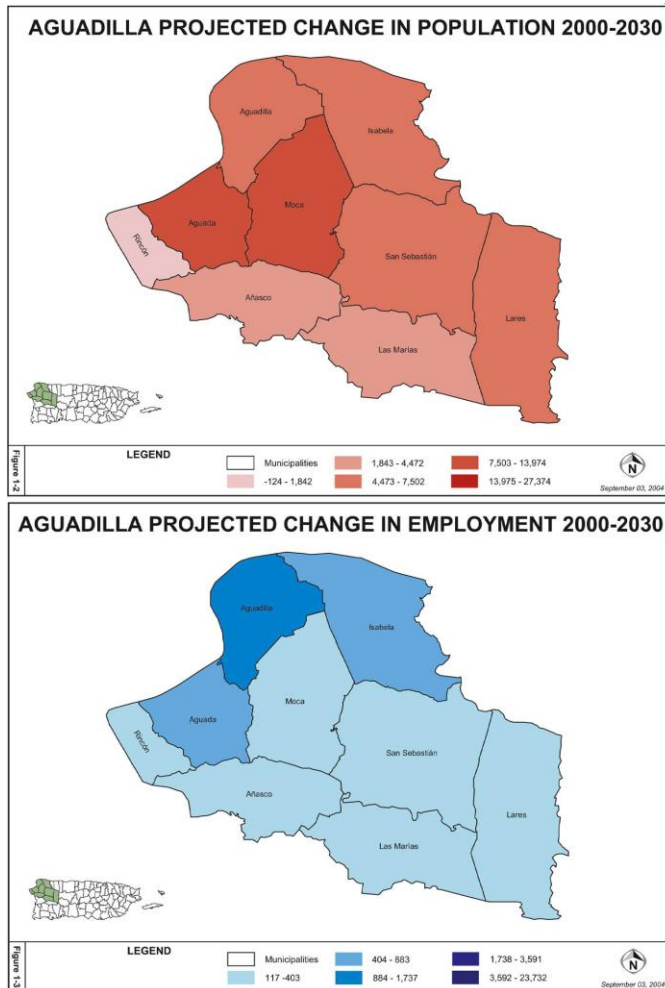 AGUADILLA PROJECTED CHANGE IN POPULATION 2000-2030
Aguadilla
Isabela
Moca
Aguada
Rincón
San Sebastián
Añasco
Lares
Las Marías
Figure 1-2
LEGEND
Municipalities
-124 - 1,842
1,843 - 4,472
4,473 - 7,502
7,503 - 13,974
13,975 - 27,374
N
September 03, 2004
AGUADILLA PROJECTED CHANGE IN EMPLOYMENT 2000-2030
Aguadilla
Isabela
Moca
Aguada
Rincón
San Sebastián
Añasco
Lares
Las Marías
Figure 1-3
LEGEND
Municipalities
117 -403
404 - 883
884 - 1,737
1,738 - 3,591
3,592 - 23,732
N
September 03, 2004